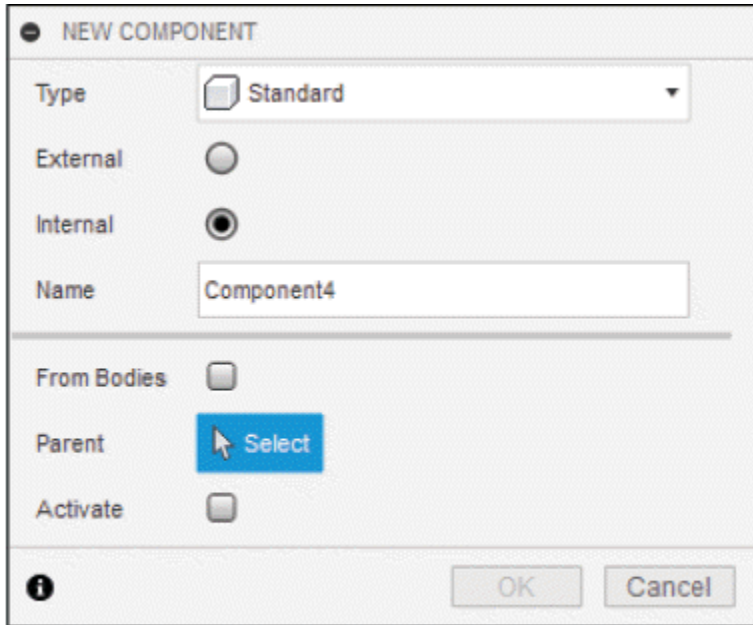 NEW COMPONENT
Type Standard
External
Internal
Name Component4
From Bodies
Parent Select
Activate
OK Cancel